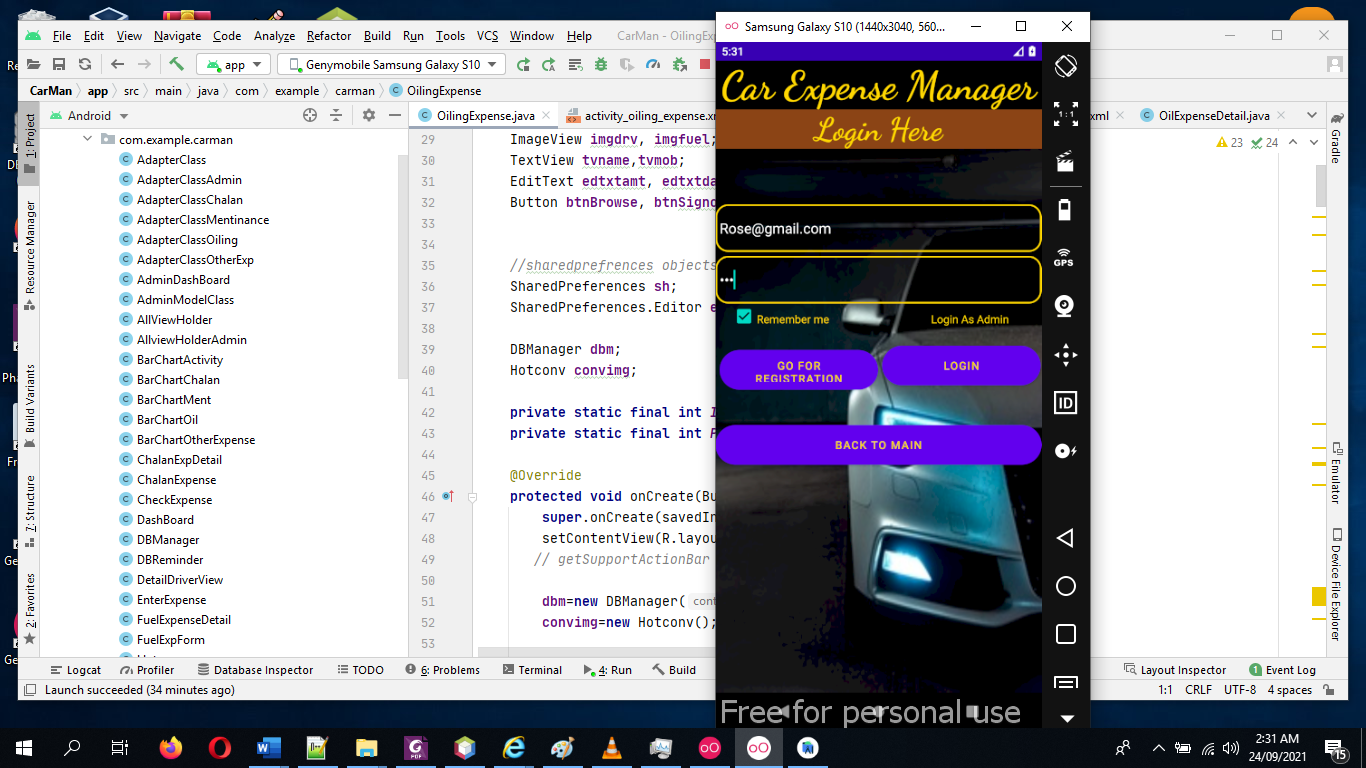 File Edit View Navigate Code Analyze Refactor Build Run Tools VCS Window Help CarMan - OilingExp
app Genymobile Samsung Galaxy S10
CarMan app src main java com example carman OilingExpense
Android
OilingExpense.java activity_oiling_expense.xm
xml OilExpenseDetail.java
23 24
1: Project
Resource Manager
Build Variants
7: Structure
2: Favorites
com.example.carman
AdapterClass
AdapterClassAdmin
AdapterClassChalan
AdapterClassMentinance
AdapterClassOiling
AdapterClassOtherExp
AdminDashBoard
AdminModelClass
AllViewHolder
AllviewHolderAdmin
BarChartActivity
BarChartChalan
BarChartMent
BarChartOil
BarChartOtherExpense
ChalanExpDetail
ChalanExpense
CheckExpense
DashBoard
DBManager
DBReminder
DetailDriverView
EnterExpense
FuelExpenseDetail
FuelExpForm
29 ImageView imgdrv, imgfuel;
30 TextView tvname,tvmob;
31 EditText edtxtamt, edtxtda
32 Button btnBrowse, btnSigno
33
34
35 //sharedprefrences objects
36 SharedPreferences sh;
37 SharedPreferences.Editor e
38
39 DBManager dbm;
40 Hotconv convimg;
41
42 private static final int I
43 private static final int P
44
45 @Override
46 protected void onCreate(Bu
47 super.onCreate(savedIn
48 setContentView(R.layou
49 // getSupportActionBar
50
51 dbm=new DBManager( cont
52 convimg=new Hotconv();
53
Samsung Galaxy S10 (1440x3040, 560...
5:31
Car Expense Manager
Login Here
Rose@gmail.com
Remember me Login As Admin
GO FOR
REGISTRATION
LOGIN
BACK TO MAIN
Free for personal use
1:1
GPS
ID
Gradle
Emulator
Device File Explorer
Logcat Profiler Database Inspector TODO 6: Problems Terminal 4: Run Build Layout Inspector 1 Event Log
Launch succeeded (34 minutes ago) 1:1 CRLF UTF-8 4 spaces
PDF
2:31 AM
24/09/2021
15